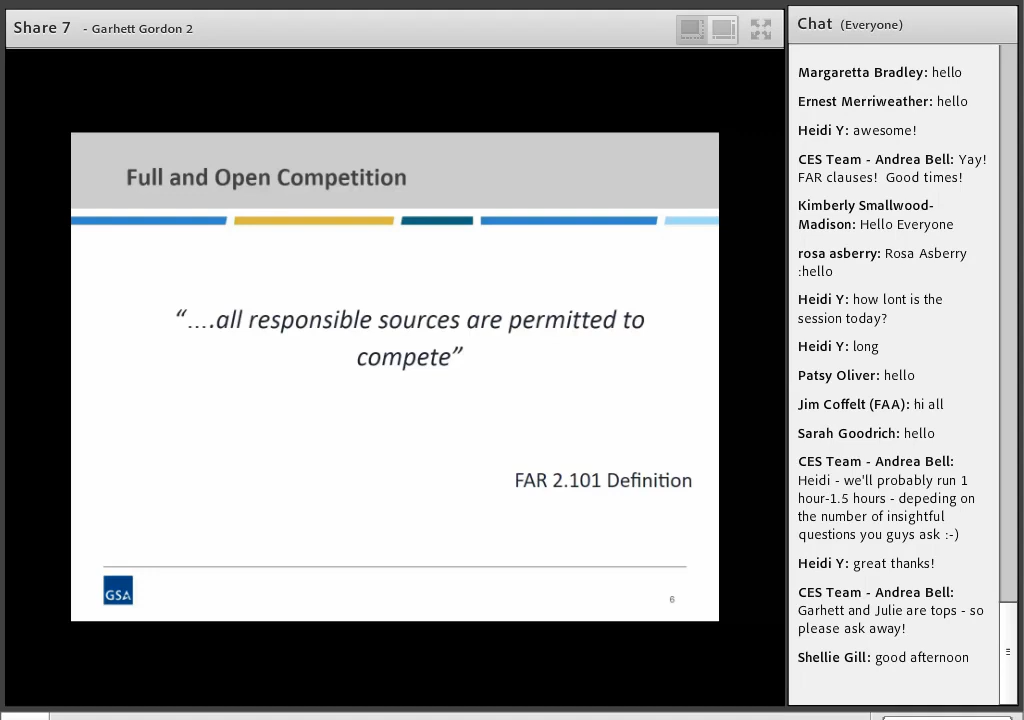 Share 7 - Garhett Gordon 2
Full and Open Competition
“….all responsible sources are permitted to
compete”
FAR 2.101 Definition
GSA
6
Chat (Everyone)
Margaretta Bradley: hello
Ernest Merriweather: hello
Heidi Y: awesome!
CES Team - Andrea Bell: Yay!
FAR clauses!  Good times!
Kimberly Smallwood-
Madison: Hello Everyone
rosa asberry: Rosa Asberry
:hello
Heidi Y: how lont is the
session today?
Heidi Y: long
Patsy Oliver: hello
Jim Coffelt (FAA): hi all
Sarah Goodrich: hello
CES Team - Andrea Bell:
Heidi - we'll probably run 1
hour-1.5 hours - depeding on
the number of insightful
questions you guys ask :-)
Heidi Y: great thanks!
CES Team - Andrea Bell:
Garhett and Julie are tops - so
please ask away!
Shellie Gill: good afternoon